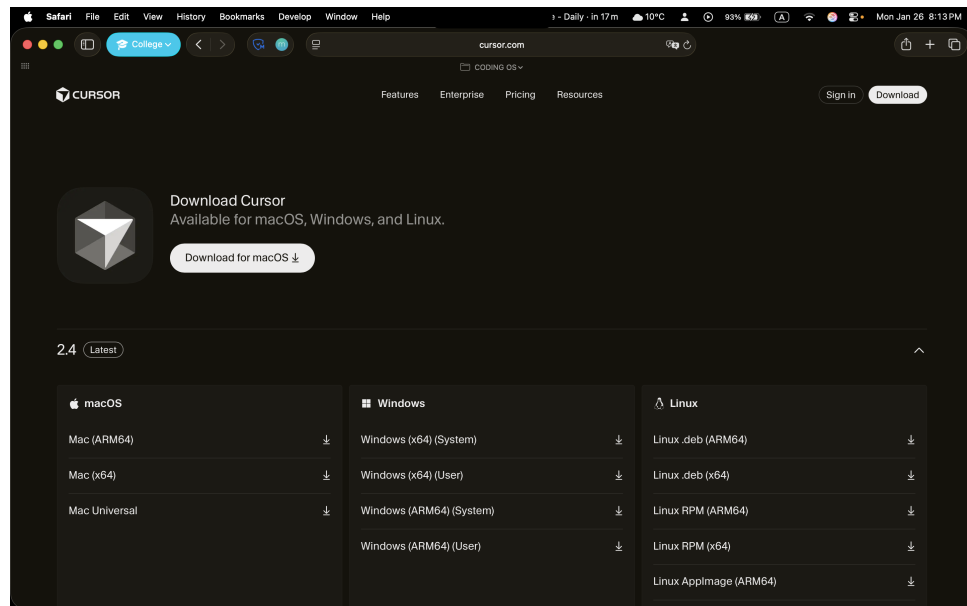 Safari File Edit View History Bookmarks Develop Window Help › - Daily · in 17 m 10°C 93% A Mon Jan 26 8:13 PM
College cursor.com
CODING OS
CURSOR Features Enterprise Pricing Resources Sign in Download
Download Cursor
Available for macOS, Windows, and Linux.
Download for macOS
2.4 Latest
macOS Windows Linux
Mac (ARM64) Windows (x64) (System) Linux .deb (ARM64)
Mac (x64) Windows (x64) (User) Linux .deb (x64)
Mac Universal Windows (ARM64) (System) Linux RPM (ARM64)
Windows (ARM64) (User) Linux RPM (x64)
Linux AppImage (ARM64)